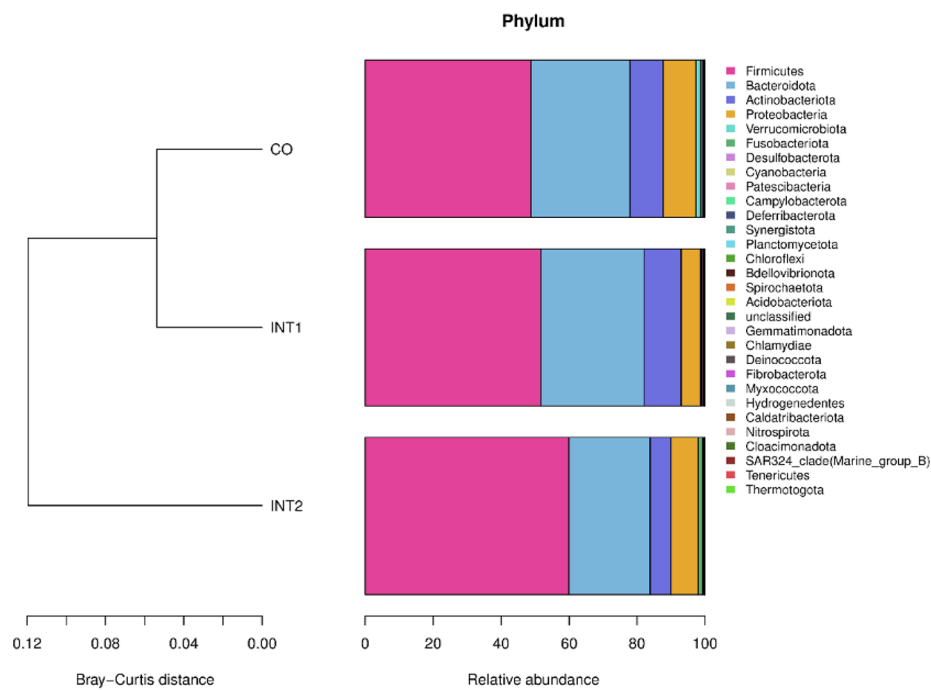 Phylum
CO
INT1
INT2
Firmicutes
Bacteroidota
Actinobacteriota
Proteobacteria
Verrucomicrobiota
Fusobacteriota
Desulfobacterota
Cyanobacteria
Patescibacteria
Campylobacterota
Deferribacterota
Synergistota
Planctomycetota
Chloroflexi
Bdellovibrionota
Spirochaetota
Acidobacteriota
unclassified
Gemmatimonadota
Chlamydiae
Deinococcota
Fibrobacterota
Myxococcota
Hydrogenedentes
Caldatribacteriota
Nitrospirota
Cloacimonadota
SAR324_clade(Marine_group_B)
Tenericutes
Thermotogota
0.12 0.08 0.04 0.00
Bray−Curtis distance
0 20 40 60 80 100
Relative abundance